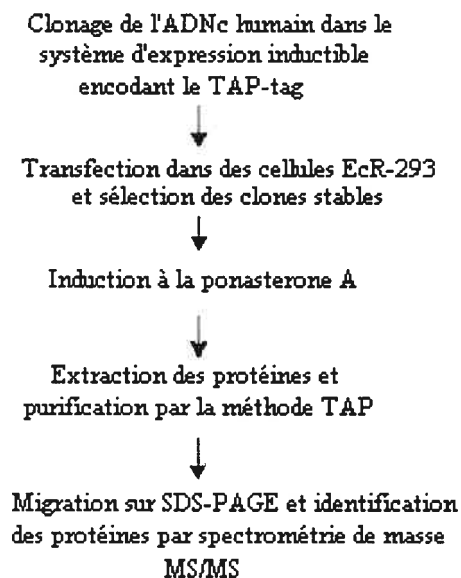 Clonage de l'ADNc humain dans le
système d'expression inductible
encodant le TAP-tag
Transfection dans des cellules EcR-293
et sélection des clones stables
Induction à la ponasterone A
Extraction des protéines et
purification par la méthode TAP
Migration sur SDS-PAGE et identification
des protéines par spectrométrie de masse
MS/MS